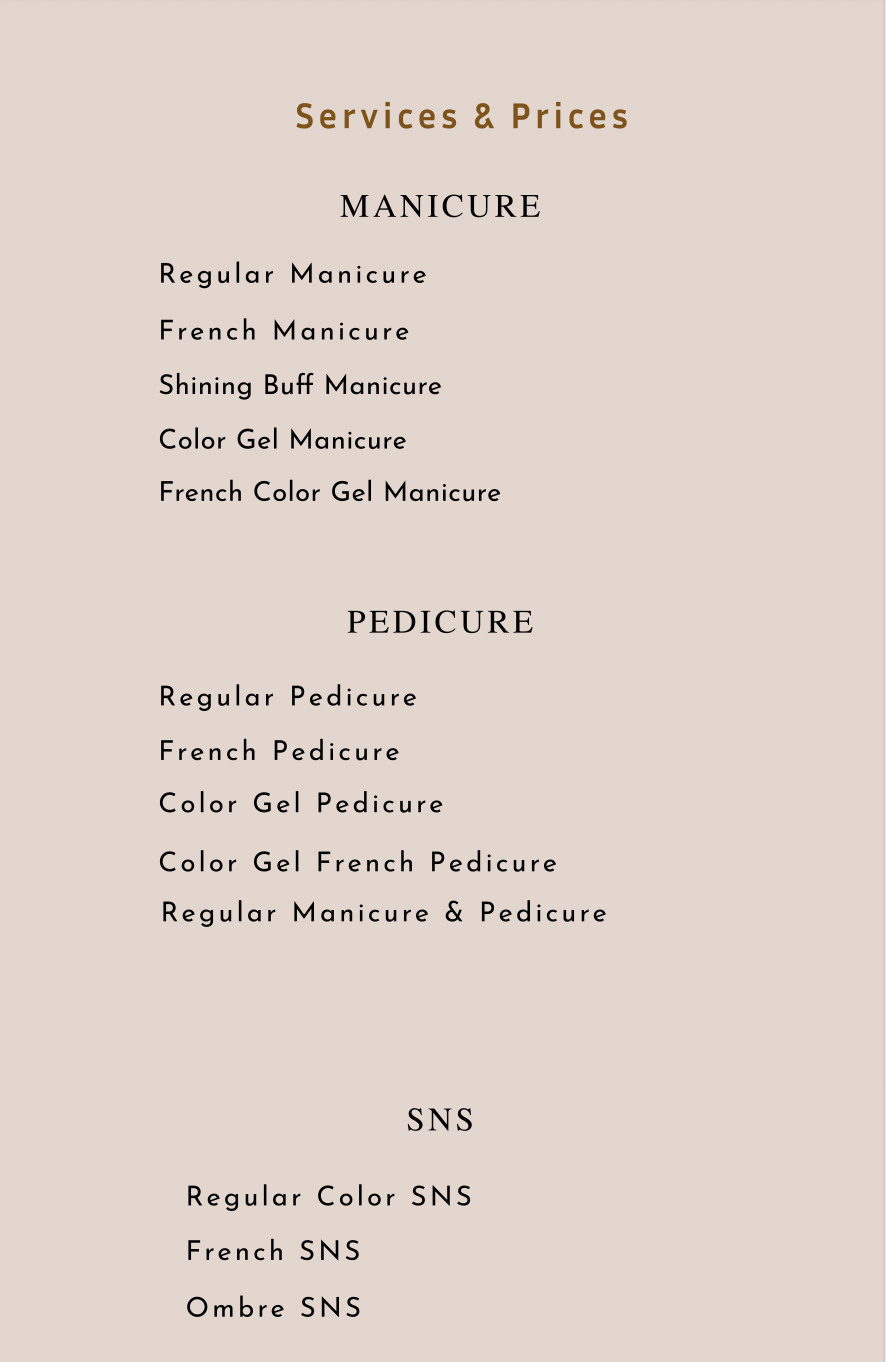 Services & Prices
MANICURE
Regular Manicure
French Manicure
Shining Buff Manicure
Color Gel Manicure
French Color Gel Manicure
PEDICURE
Regular Pedicure
French Pedicure
Color Gel Pedicure
Color Gel French Pedicure
Regular Manicure & Pedicure
SNS
Regular Color SNS
French SNS
Ombre SNS